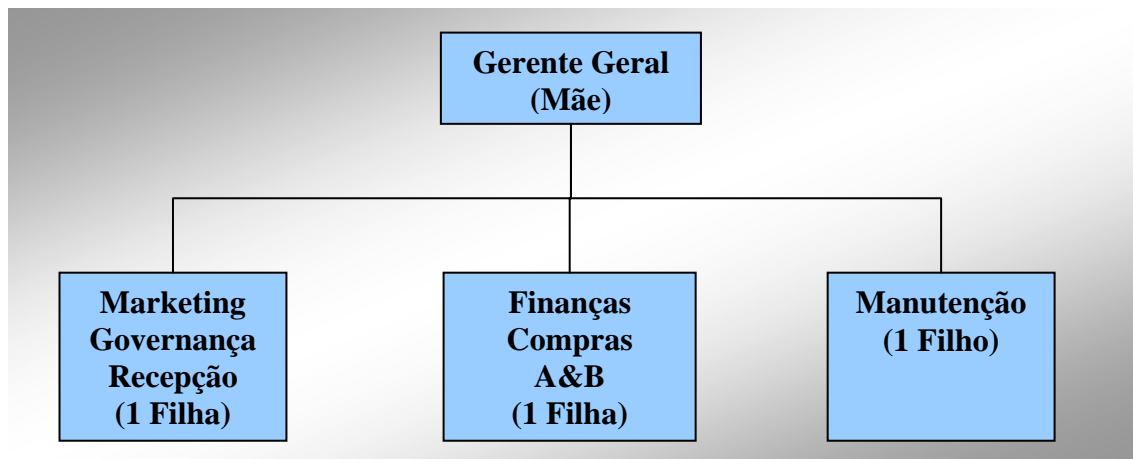 Gerente Geral
(Mãe)
Marketing
Governança
Recepção
(1 Filha)
Finanças
Compras
A&B
(1 Filha)
Manutenção
(1 Filho)